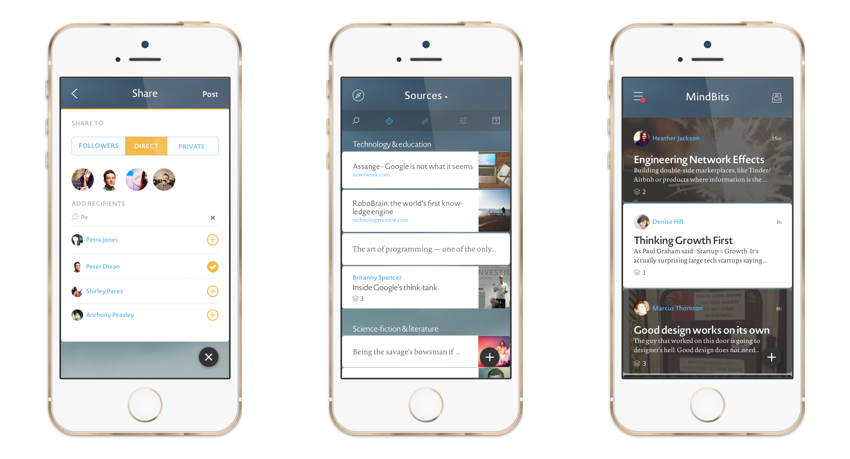 Share
Post
SHARE TO
FOLLOWERS
DIRECT
PRIVATE
ADD RECIPIENTS
Pe
Petra Jones
Peter Dixon
Shirley Perez
Anthony Peasley
Sources
Technology & education
Assange - Google is not what it seems
newsweek.com
RoboBrain: the world's first know-
ledge engine
technologyreview.com
The art of programming — one of the only...
Britanny Spencer
Inside Google's think-tank
3
Science-fiction & literature
Being the savage's bowsman if ...
MindBits
Heather Jackson
15m
Engineering Network Effects
Building double-side marketplaces, like Tinder/
Airbnb or products where information is the ...
2
Denise Hill
Thinking Growth First
As Paul Graham said : Startup = Growth. It's
actually surprising large tech startups saying ...
1
Marcus Thornson
8h
Good design works on its own
The guy that worked on this door is going to
designer's hell. Good design does not need...
3